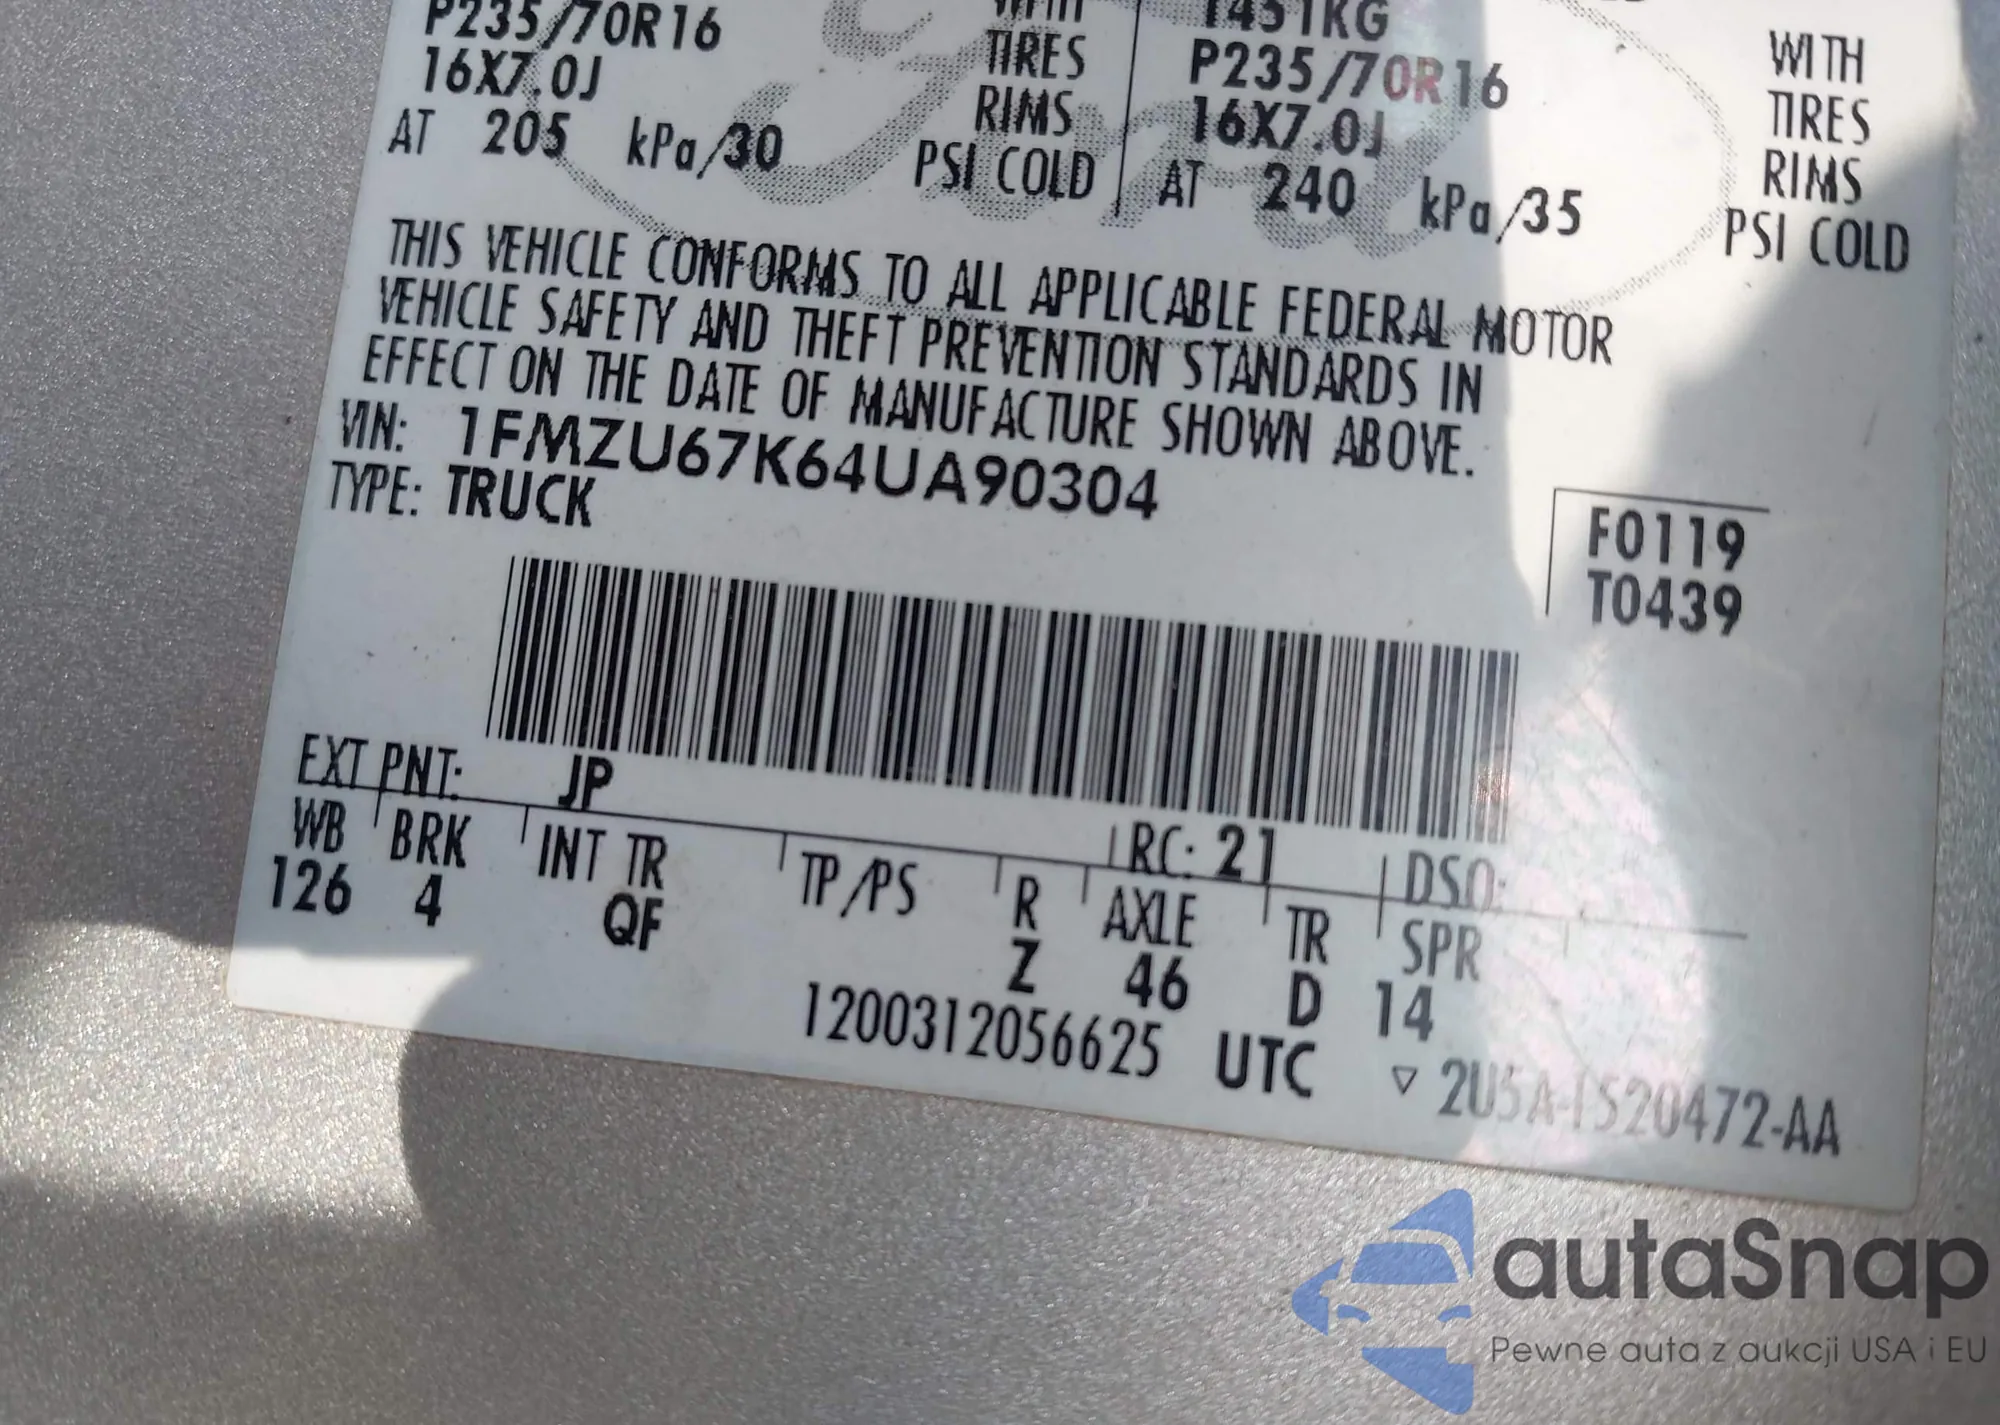 P235/70R16 WITH 1451KG WITH
16X7.0J TIRES P235/70R16 TIRES
RIMS 16X7.0J RIMS
AT 205 kPa/30 PSI COLD AT 240 kPa/35 PSI COLD
THIS VEHICLE CONFORMS TO ALL APPLICABLE FEDERAL MOTOR
VEHICLE SAFETY AND THEFT PREVENTION STANDARDS IN
EFFECT ON THE DATE OF MANUFACTURE SHOWN ABOVE.
VIN: 1FMZU67K64UA90304
TYPE: TRUCK
F0119
T0439
EXT PNT: JP RC: 21 DSO:
WB BRK INT TR TP/PS R AXLE TR SPR
126 4 QF Z 46 D 14
1200312056625 UTC ▽ 2U5A-1520472-AA
autaSnap
Pewne auta z aukcji USA i EU